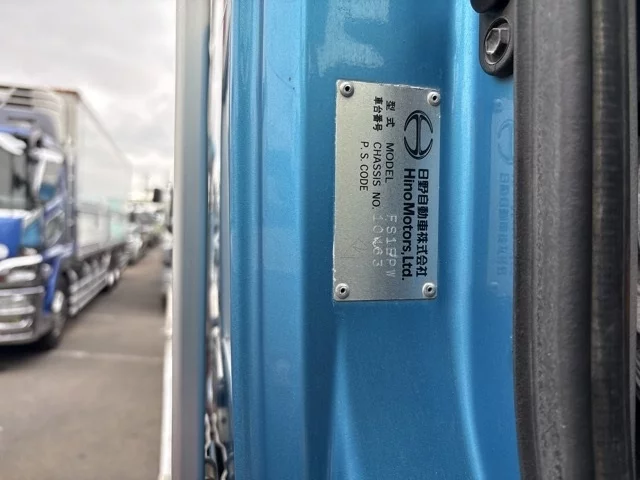 日野自動車株式会社
HinoMotors,Ltd.
型式 MODEL FS1EPW
車台番号 CHASSIS NO.
P.S.CODE